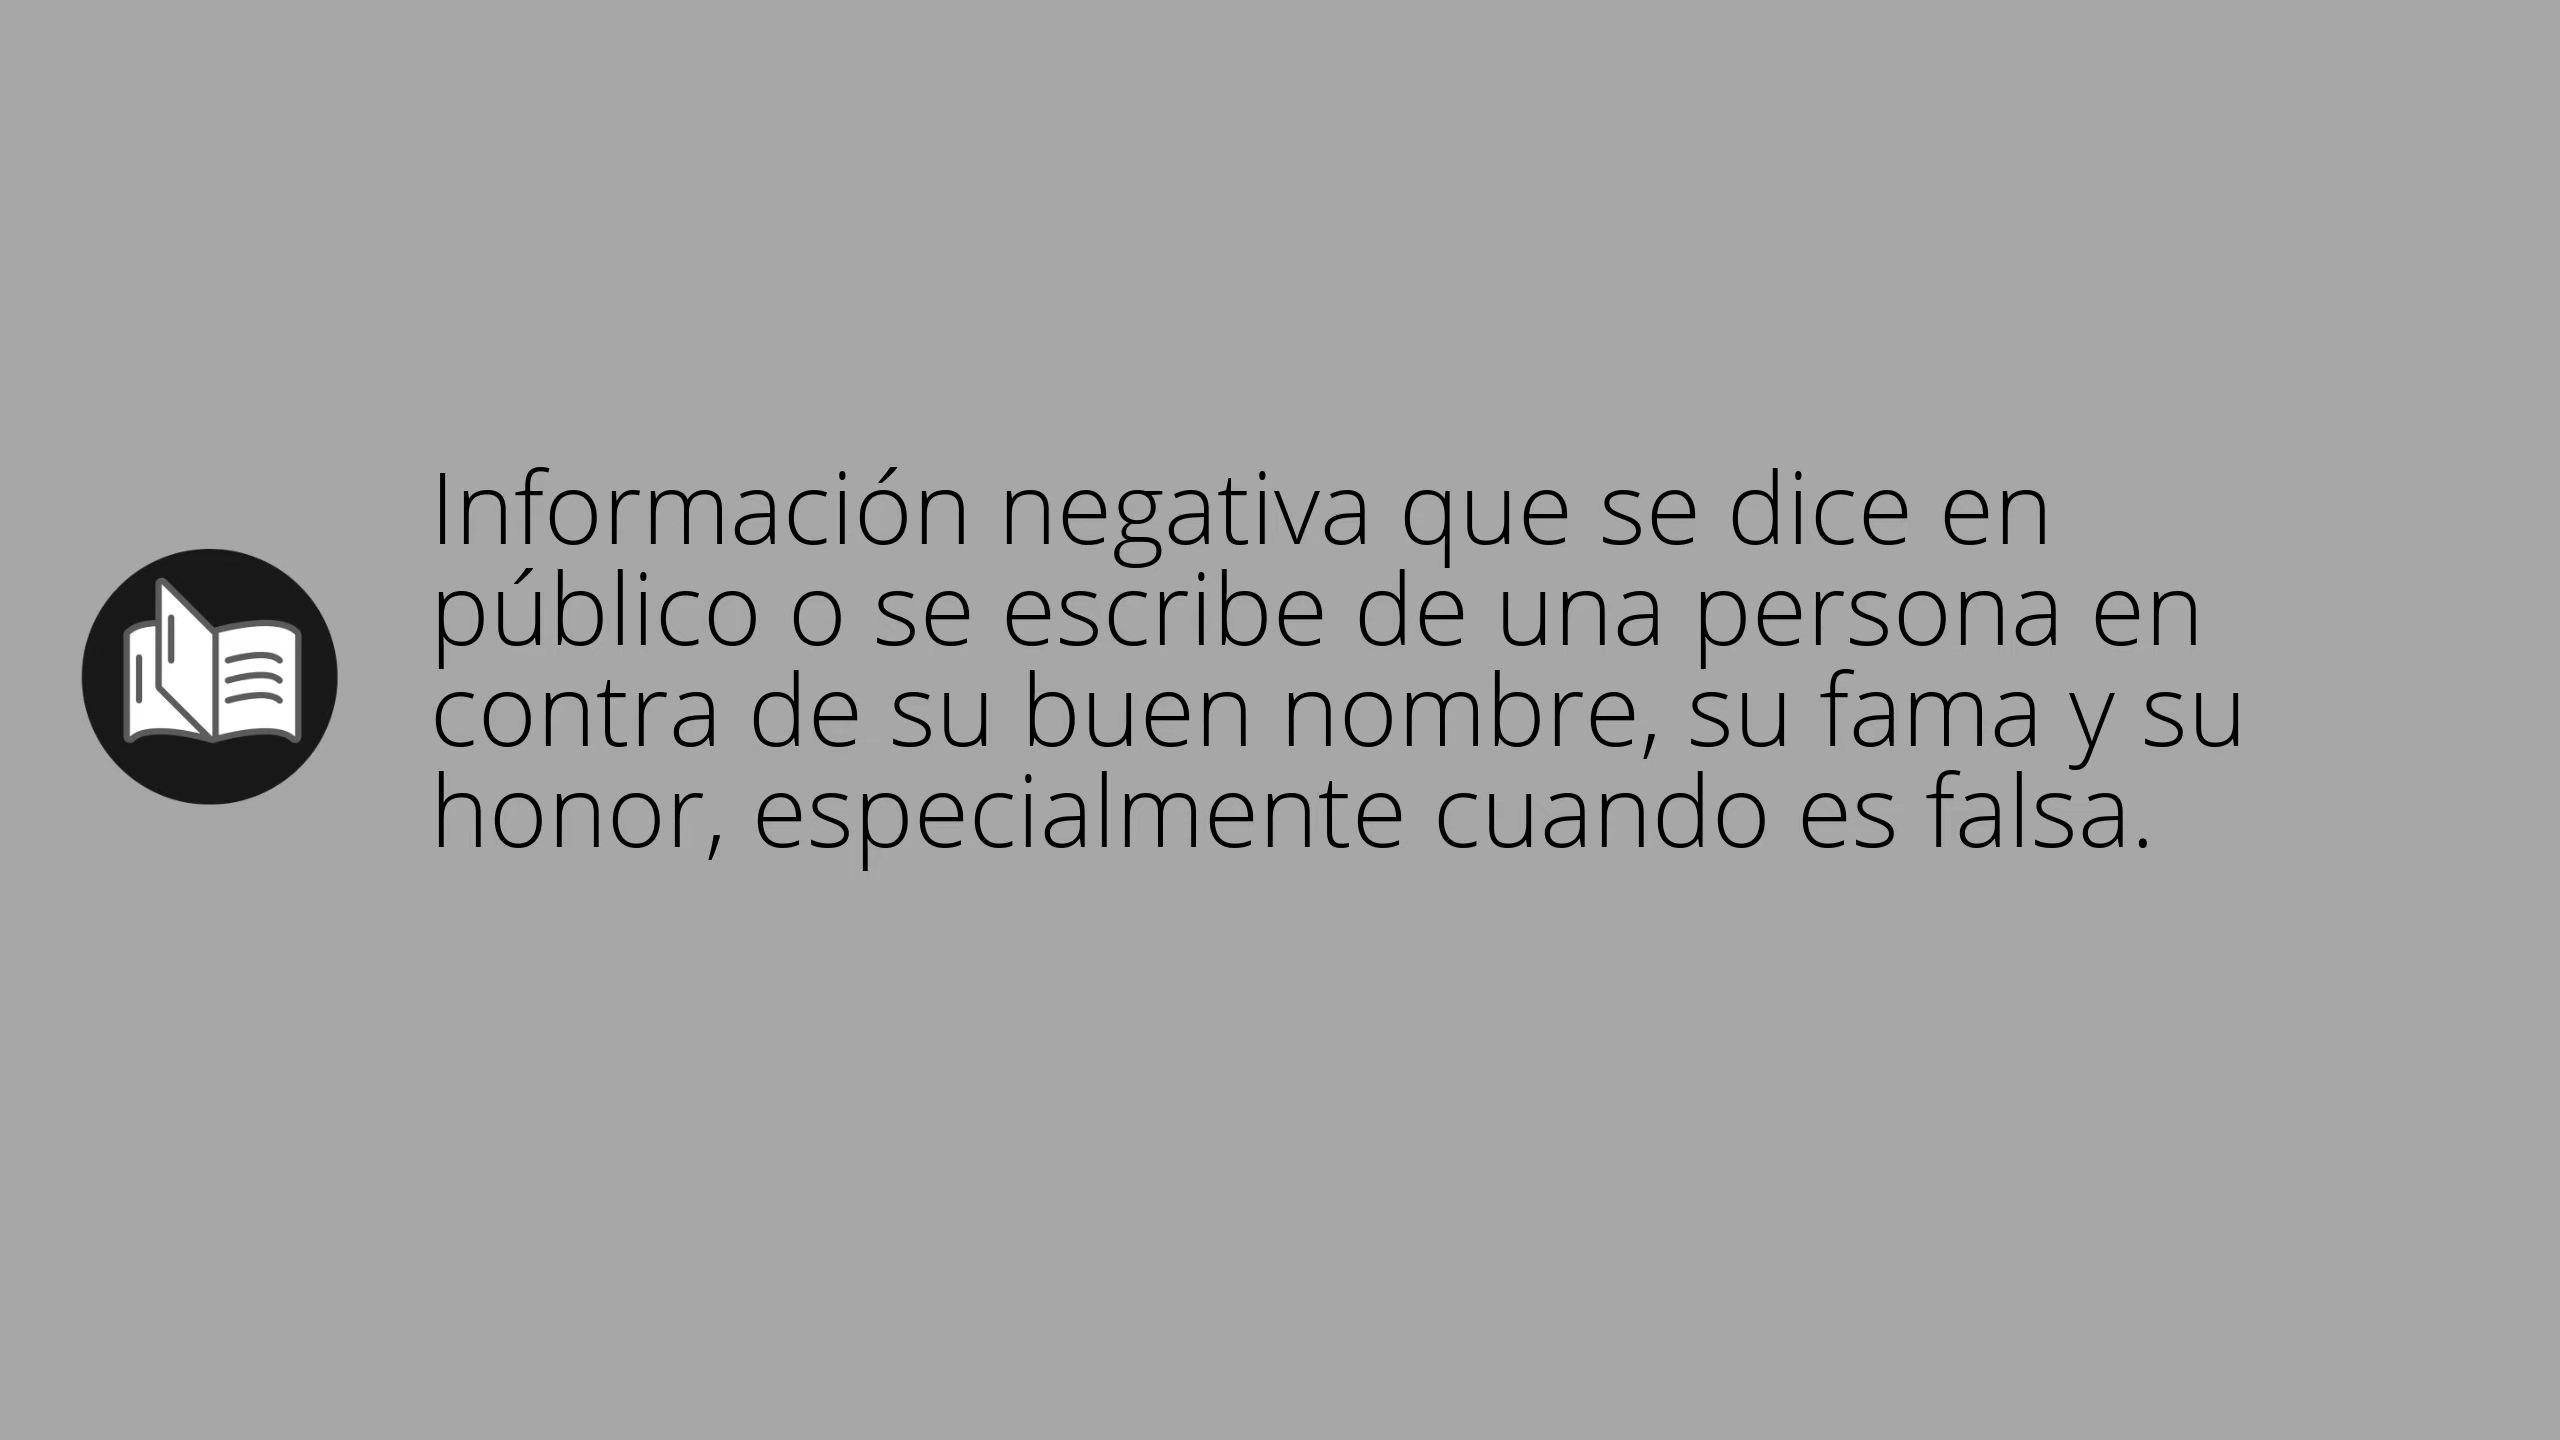 Información negativa que se dice en
público o se escribe de una persona en
contra de su buen nombre, su fama y su
honor, especialmente cuando es falsa.